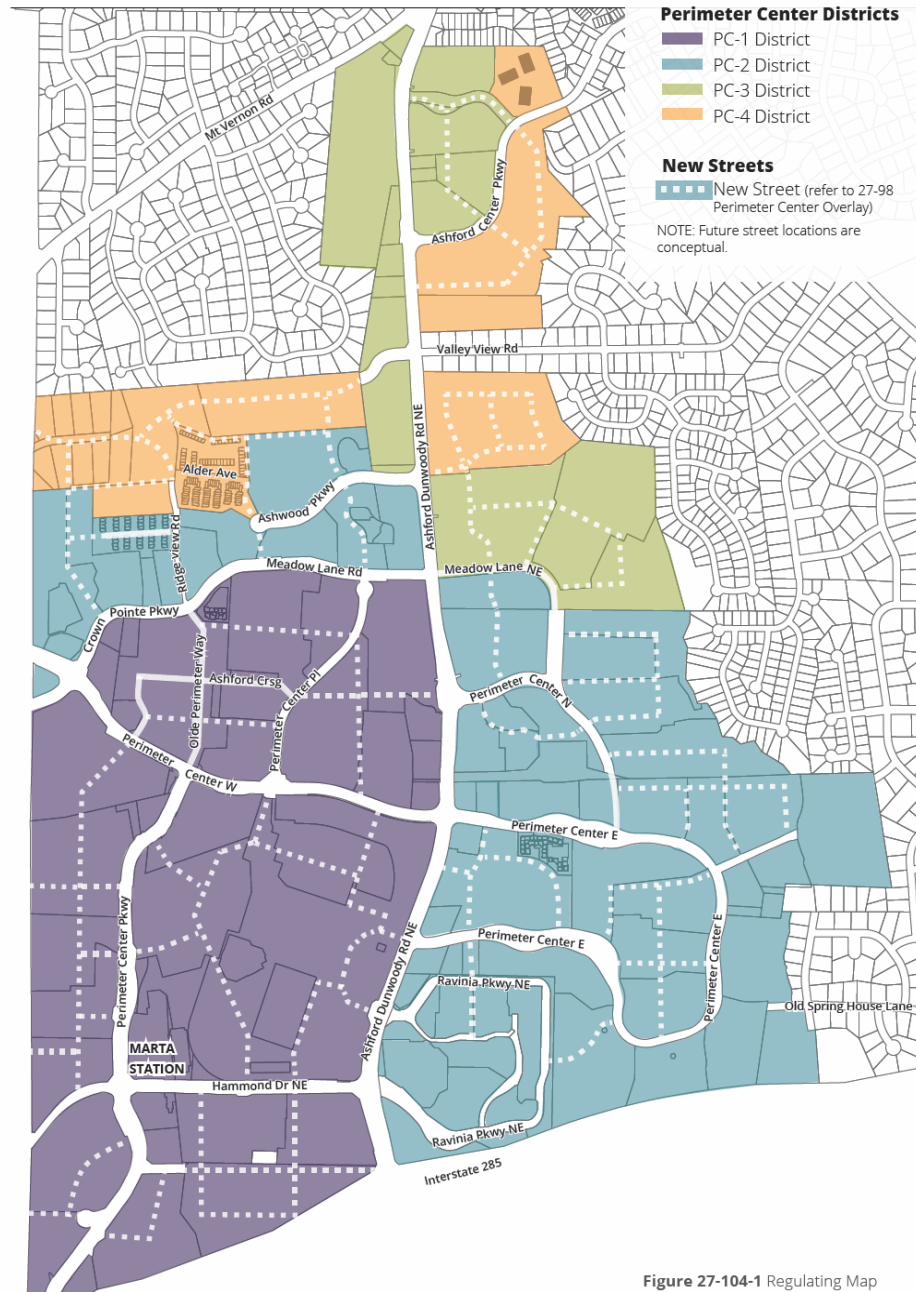 Perimeter Center Districts
PC-1 District
PC-2 District
PC-3 District
PC-4 District
New Streets
New Street (refer to 27-98
Perimeter Center Overlay)
NOTE: Future street locations are
conceptual.
Mt Vernon Rd
Ashford Center Pkwy
Valley View Rd
Ashford Dunwoody Rd NE
Alder Ave
Ashwood Pkwy
Ridge view Rd
Meadow Lane Rd
Meadow Lane NE
Crown Pointe Pkwy
Olde Perimeter Way
Ashford Crsg
Perimeter Center Pl
Perimeter Center N
Perimeter Center W
Perimeter Center E
Perimeter Center Pkwy
Perimeter Center E
Perimeter Center E
Ashford Dunwoody Rd NE
Ravinia Pkwy NE
Old Spring House Lane
MARTA
STATION
Hammond Dr NE
Ravinia Pkwy NE
Interstate 285
Figure 27-104-1 Regulating Map